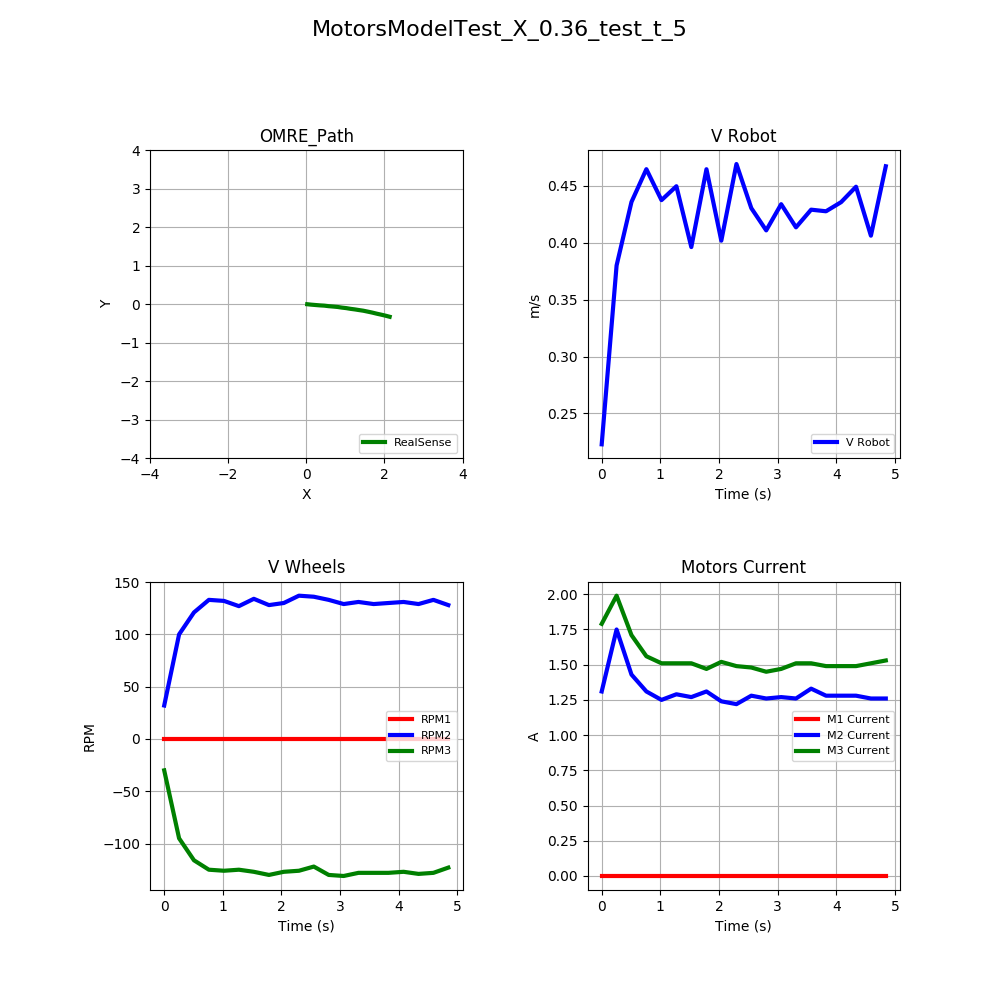 MotorsModelTest_X_0.36_test_t_5
OMRE_Path
4
3
2
1
0
−1
−2
−3
−4
Y
−4 −2 0 2 4
X
RealSense
V Robot
0.45
0.40
0.35
0.30
0.25
m/s
0 1 2 3 4 5
Time (s)
V Robot
V Wheels
150
100
50
0
−50
−100
RPM
0 1 2 3 4 5
Time (s)
RPM1
RPM2
RPM3
Motors Current
2.00
1.75
1.50
1.25
1.00
0.75
0.50
0.25
0.00
A
0 1 2 3 4 5
Time (s)
M1 Current
M2 Current
M3 Current